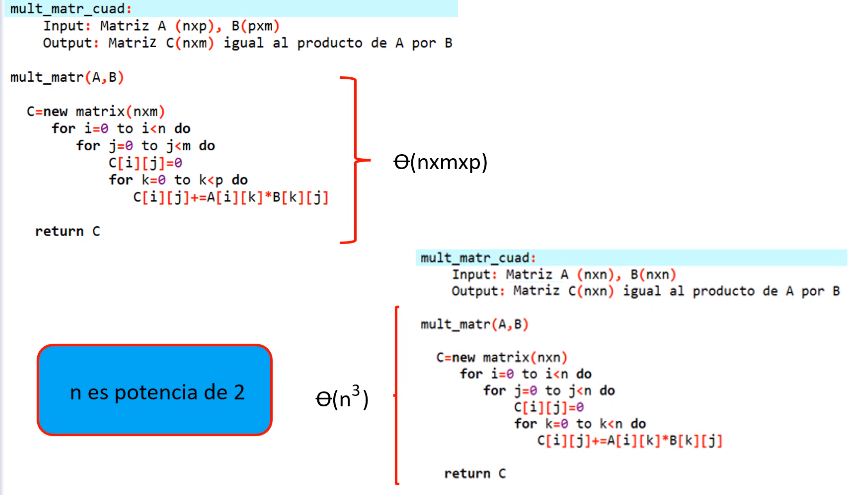 mult_matr_cuad:
Input: Matriz A (nxp), B(pxm)
Output: Matriz C(nxm) igual al producto de A por B
mult_matr(A,B)
C=new matrix(nxm)
for i=0 to i<n do
for j=0 to j<m do
C[i][j]=0
for k=0 to k<p do
C[i][j]+=A[i][k]*B[k][j]
return C
Θ(nxmxp)
mult_matr_cuad:
Input: Matriz A (nxn), B(nxn)
Output: Matriz C(nxn) igual al producto de A por B
mult_matr(A,B)
C=new matrix(nxn)
for i=0 to i<n do
for j=0 to j<n do
C[i][j]=0
for k=0 to k<n do
C[i][j]+=A[i][k]*B[k][j]
return C
Θ(n³)
n es potencia de 2